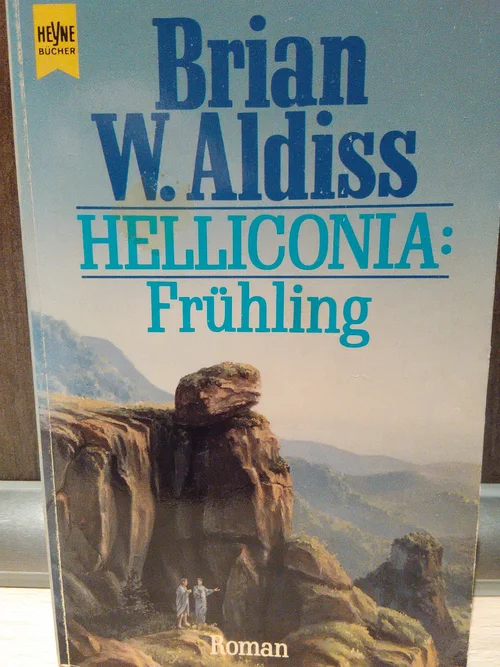 HEYNE
BÜCHER
Brian
W. Aldiss
HELLICONIA:
Frühling
Roman